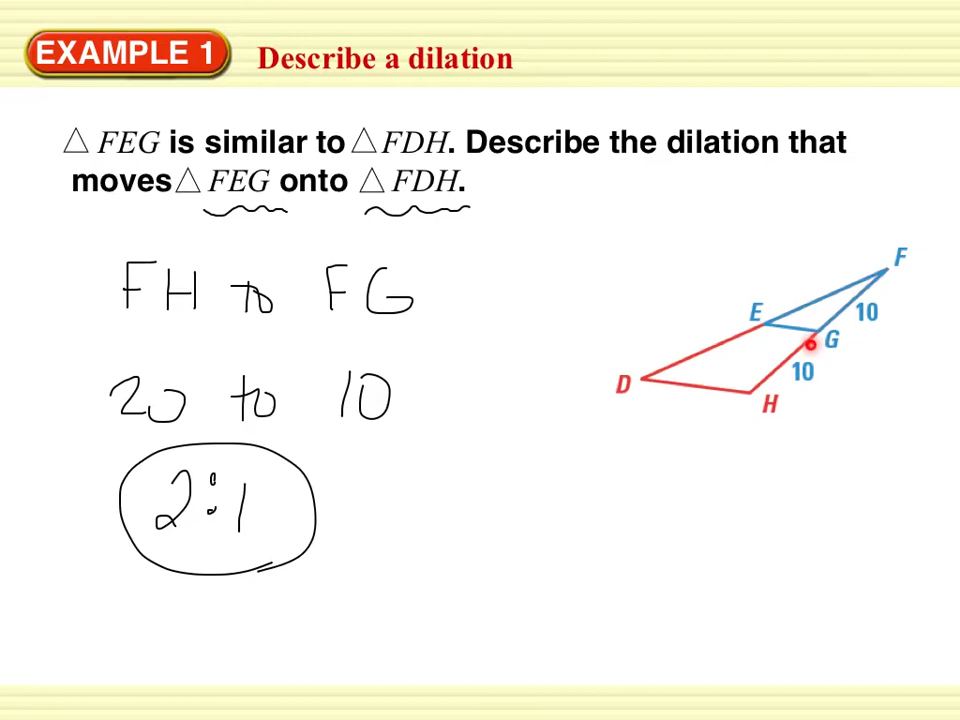 EXAMPLE 1 Describe a dilation
△ FEG is similar to △ FDH. Describe the dilation that
moves △ FEG onto △ FDH.
FH to FG
20 to 10
2:1
F
E
10
G
D
10
H